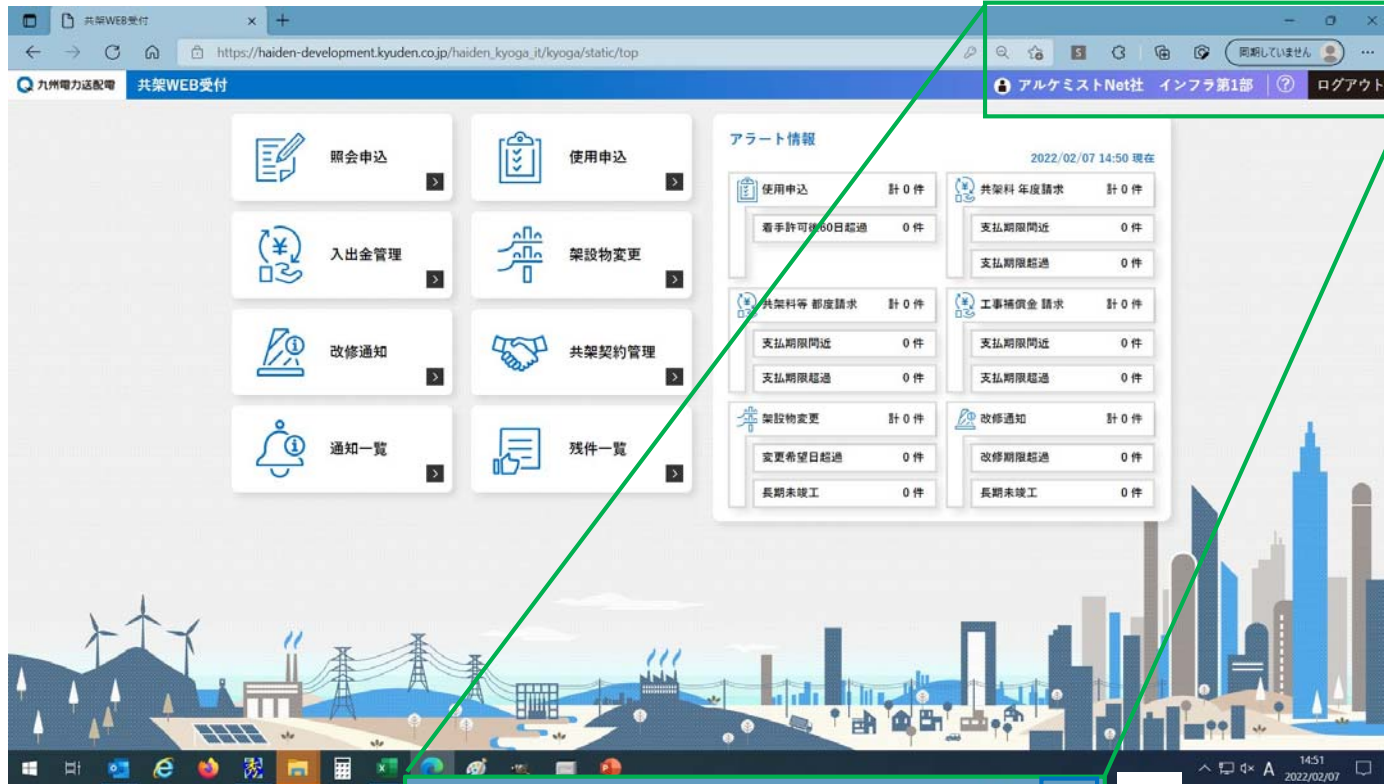 共架WEB受付
https://haiden-development.kyuden.co.jp/haiden_kyoga_it/kyoga/static/top
同期していません
九州電力送配電 共架WEB受付
アルケミストNet社 インフラ第1部 ? ログアウト
照会申込
使用申込
入出金管理
架設物変更
改修通知
共架契約管理
通知一覧
残件一覧
アラート情報
2022/02/07 14:50 現在
使用申込 計 0 件
着手許可後60日超過 0 件
共架料 年度請求 計 0 件
支払期限間近 0 件
支払期限超過 0 件
共架料等 都度請求 計 0 件
支払期限間近 0 件
支払期限超過 0 件
工事補償金 請求 計 0 件
支払期限間近 0 件
支払期限超過 0 件
架設物変更 計 0 件
変更希望日超過 0 件
長期未竣工 0 件
改修通知 計 0 件
改修期限超過 0 件
長期未竣工 0 件
A
14:51
2022/02/07